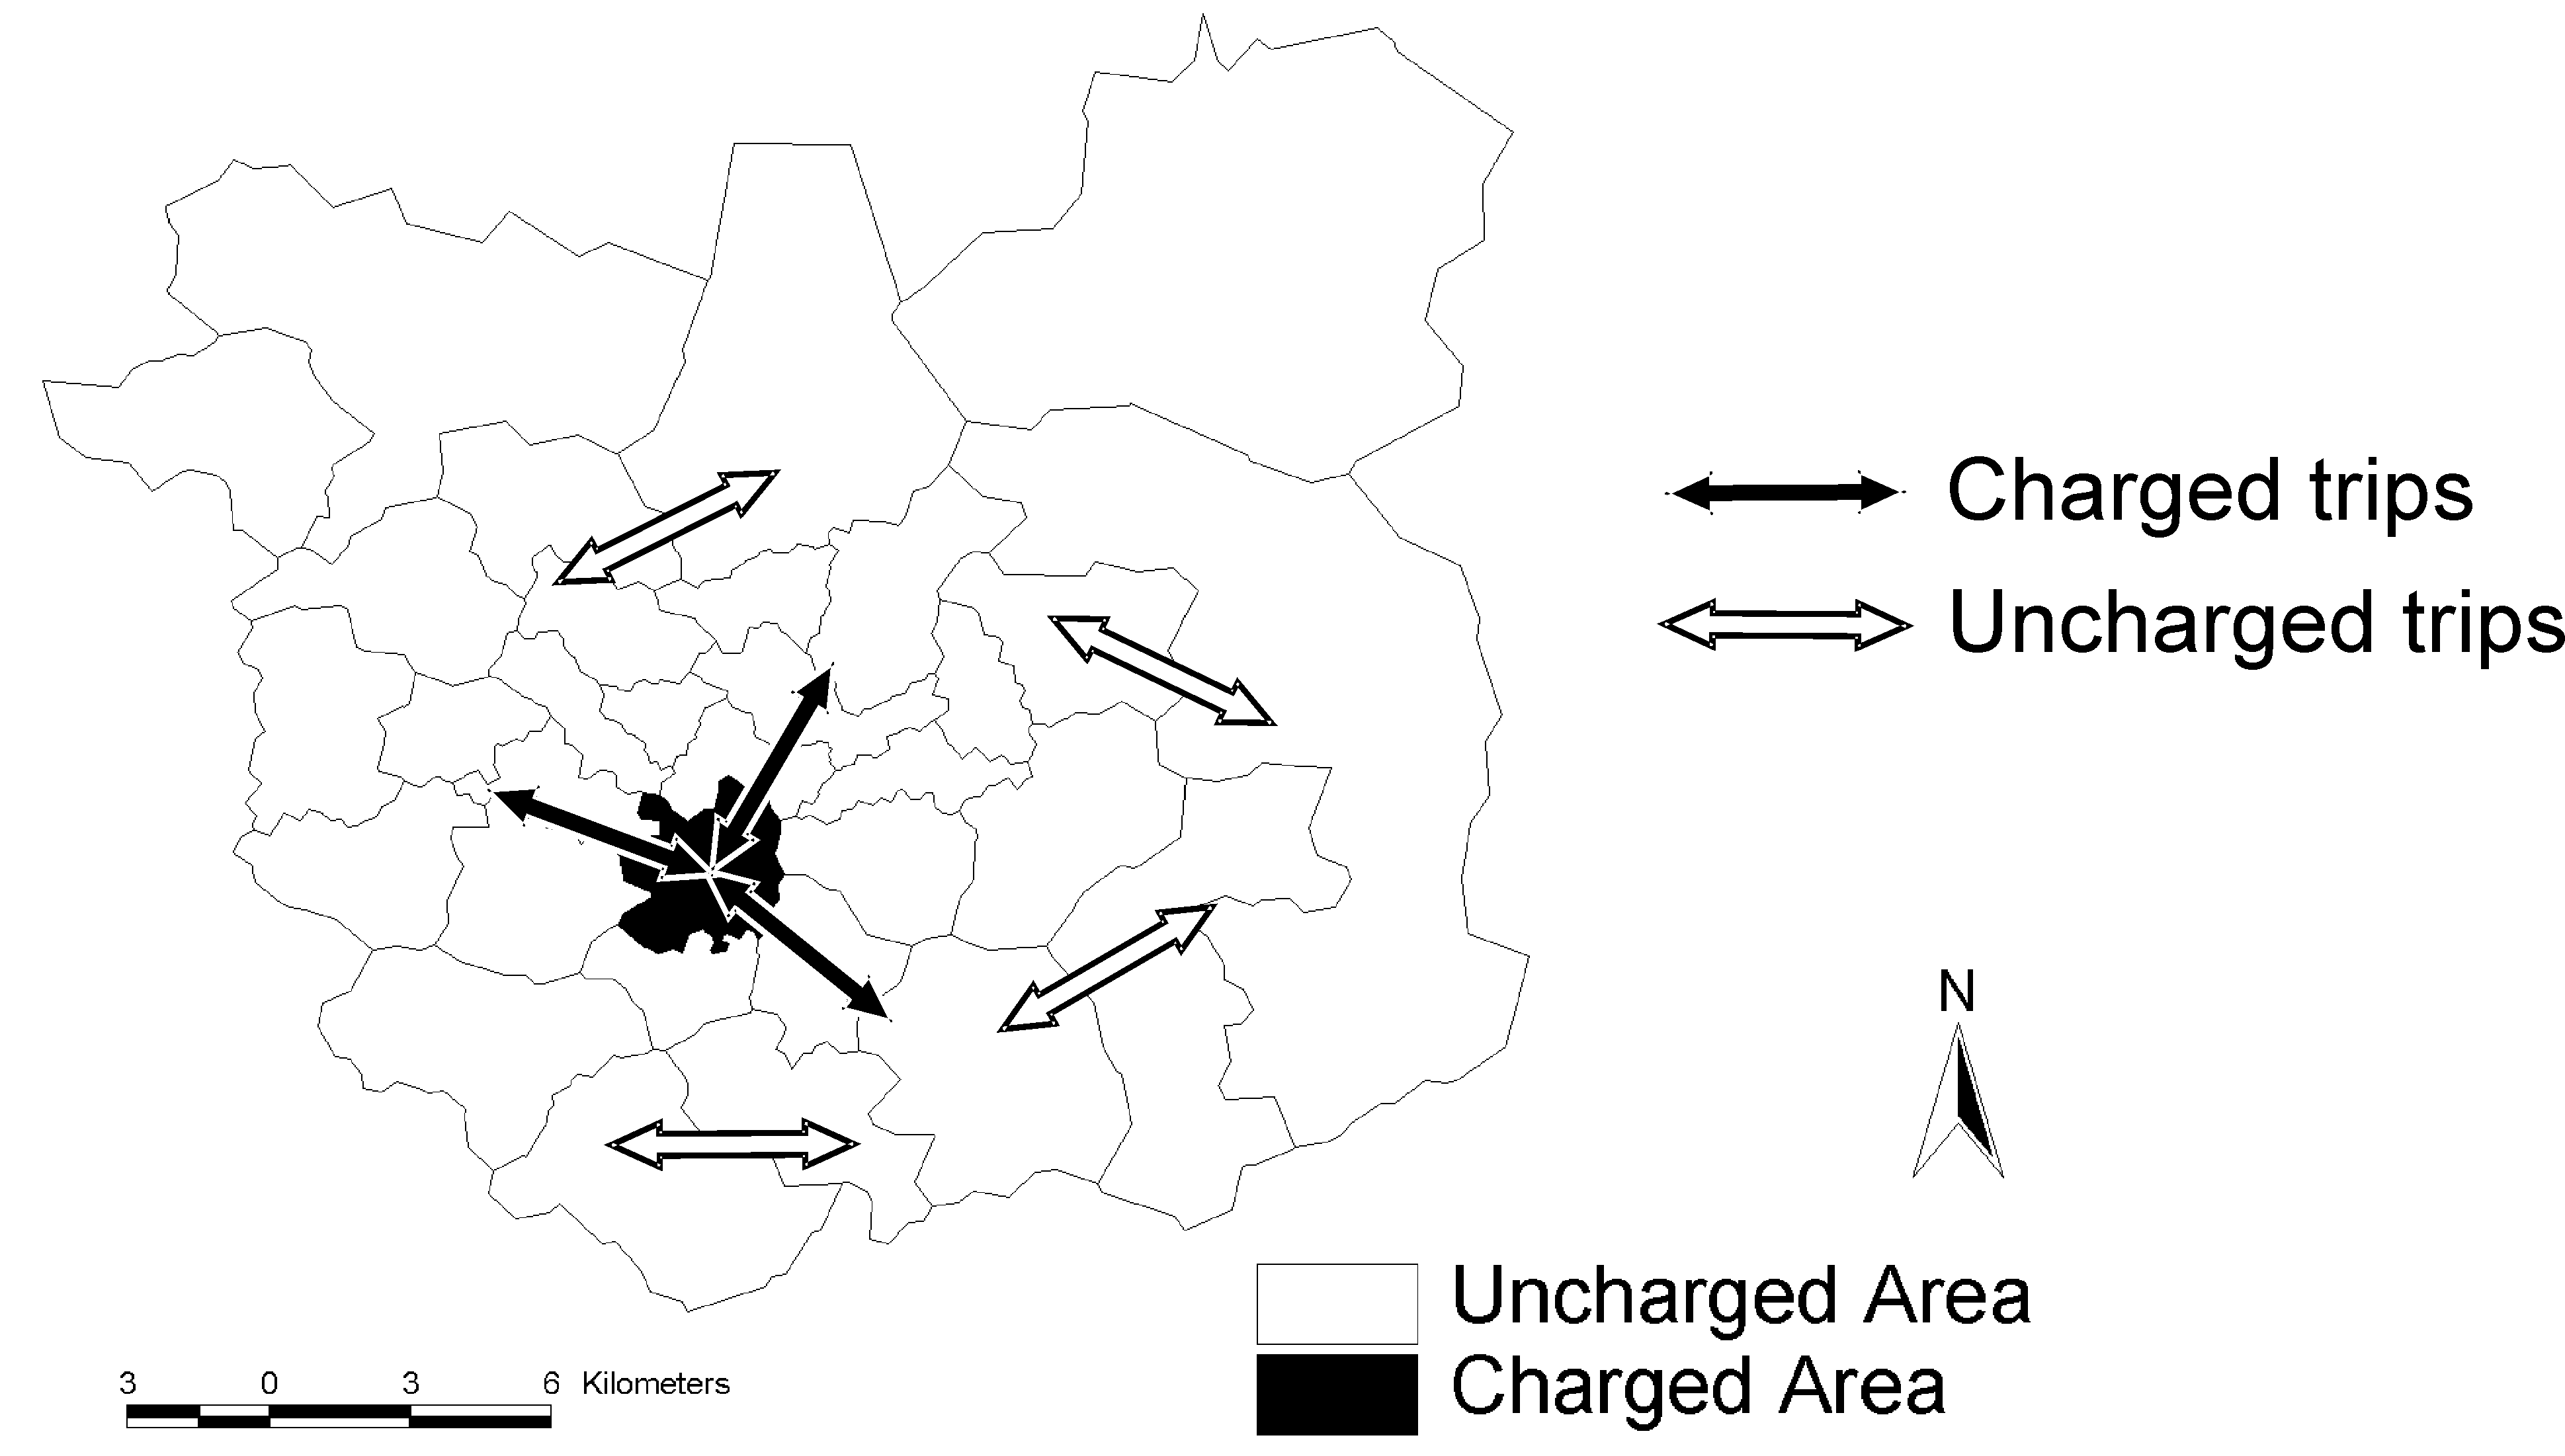 Charged trips
Uncharged trips
N
Uncharged Area
Charged Area
3 0 3 6 Kilometers